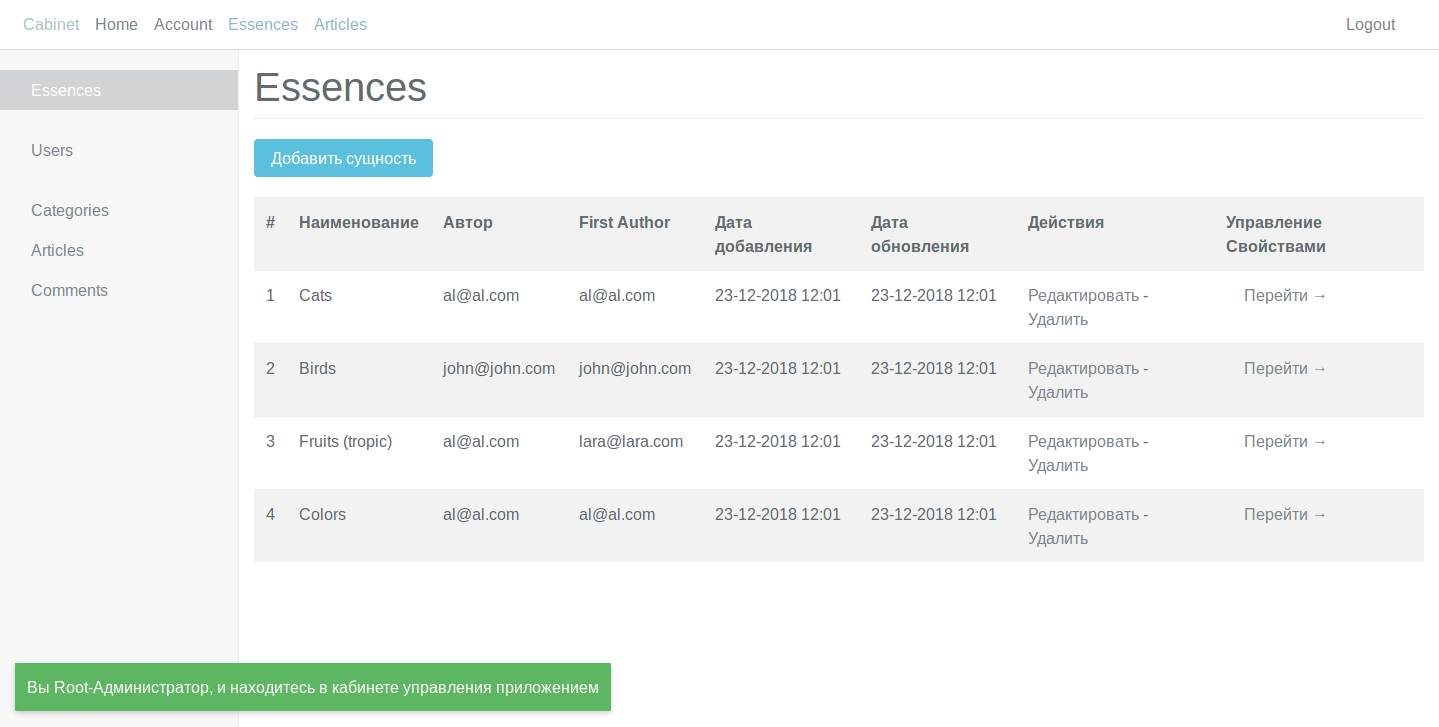 Cabinet Home Account Essences Articles Logout
Essences
Users
Categories
Articles
Comments
Essences
Добавить сущность
# Наименование Автор First Author Дата добавления Дата обновления Действия Управление Свойствами
1 Cats al@al.com al@al.com 23-12-2018 12:01 23-12-2018 12:01 Редактировать - Удалить Перейти →
2 Birds john@john.com john@john.com 23-12-2018 12:01 23-12-2018 12:01 Редактировать - Удалить Перейти →
3 Fruits (tropic) al@al.com lara@lara.com 23-12-2018 12:01 23-12-2018 12:01 Редактировать - Удалить Перейти →
4 Colors al@al.com al@al.com 23-12-2018 12:01 23-12-2018 12:01 Редактировать - Удалить Перейти →
Вы Root-Администратор, и находитесь в кабинете управления приложением